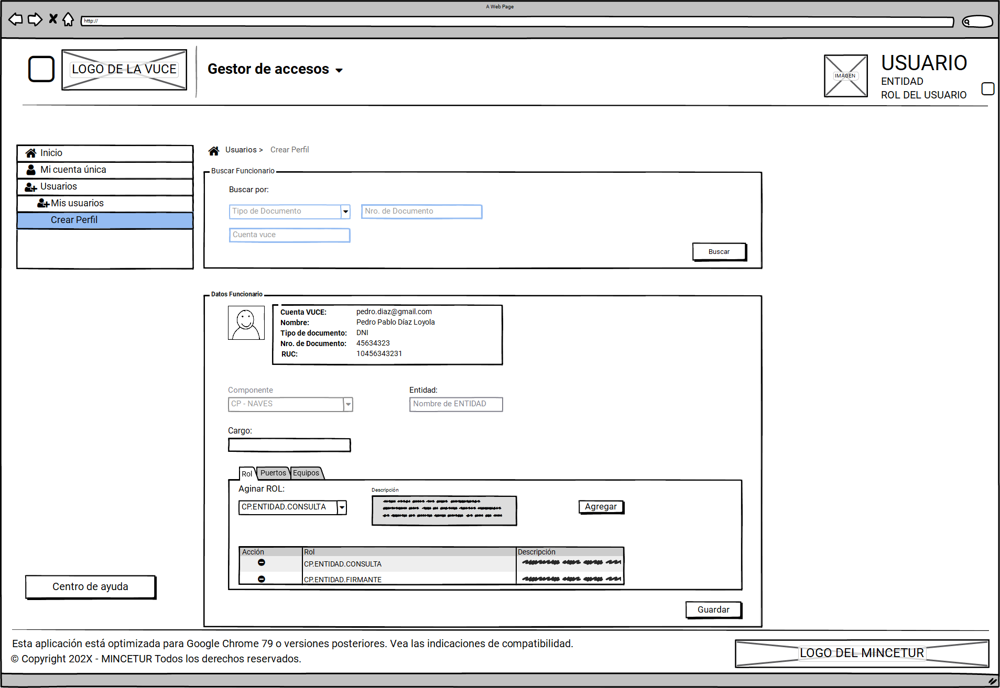 A Web Page
http://
LOGO DE LA VUCE
Gestor de accesos
IMAGEN
USUARIO
ENTIDAD
ROL DEL USUARIO
Inicio
Mi cuenta única
Usuarios
Mis usuarios
Crear Perfil
Usuarios > Crear Perfil
Buscar Funcionario
Buscar por:
Tipo de Documento
Nro. de Documento
Cuenta vuce
Buscar
Datos Funcionario
Cuenta VUCE: pedro.diaz@gmail.com
Nombre: Pedro Pablo Díaz Loyola
Tipo de documento: DNI
Nro. de Documento: 45634323
RUC: 10456343231
Componente
CP - NAVES
Entidad:
Nombre de ENTIDAD
Cargo:
Rol Puertos Equipos
Aginar ROL:
CP.ENTIDAD.CONSULTA
Descripción
Agregar
Acción Rol Descripción
CP.ENTIDAD.CONSULTA
CP.ENTIDAD.FIRMANTE
Guardar
Centro de ayuda
Esta aplicación está optimizada para Google Chrome 79 o versiones posteriores. Vea las indicaciones de compatibilidad.
© Copyright 202X - MINCETUR Todos los derechos reservados.
LOGO DEL MINCETUR